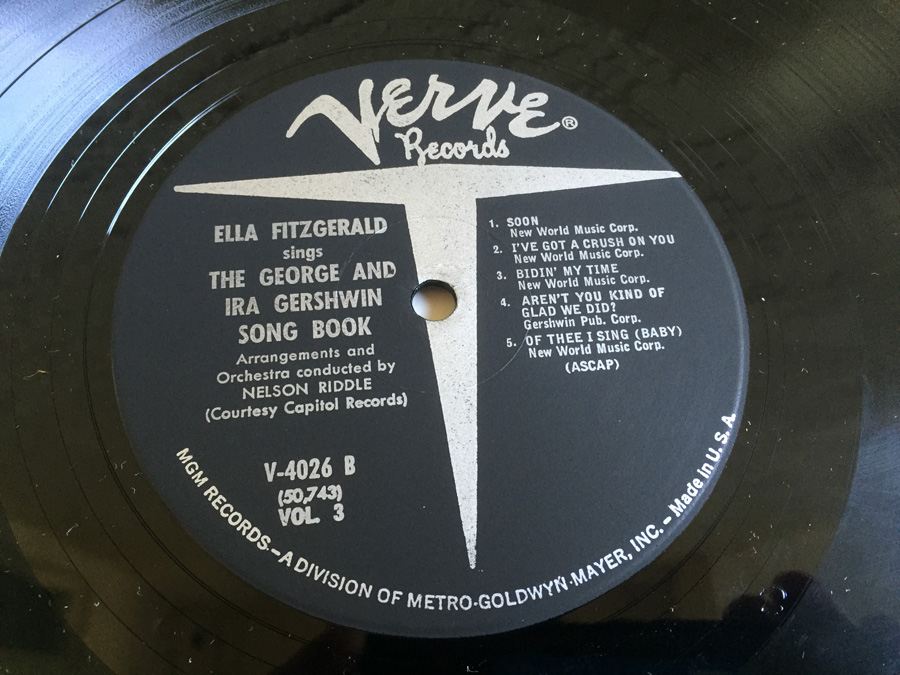 Verve®
Records
ELLA FITZGERALD
sings
THE GEORGE AND
IRA GERSHWIN
SONG BOOK
Arrangements and
Orchestra conducted by
NELSON RIDDLE
(Courtesy Capitol Records)
V-4026 B
(50,743)
VOL. 3
1. SOON
New World Music Corp.
2. I'VE GOT A CRUSH ON YOU
New World Music Corp.
3. BIDIN' MY TIME
New World Music Corp.
4. AREN'T YOU KIND OF
GLAD WE DID?
Gershwin Pub. Corp.
5. OF THEE I SING (BABY)
New World Music Corp.
(ASCAP)
MGM RECORDS—A DIVISION OF METRO-GOLDWYN-MAYER, INC. – Made in U. S. A.